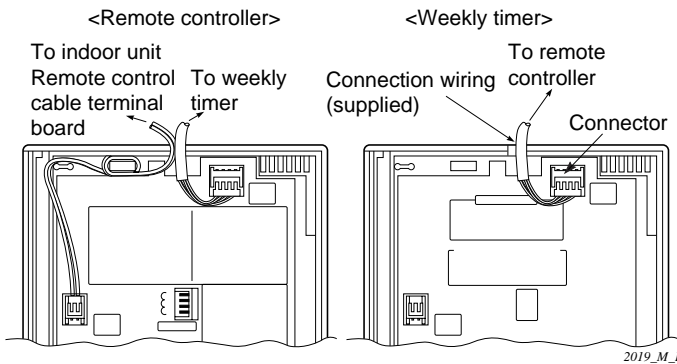 <Remote controller>
<Weekly timer>
To indoor unit
Remote control
cable terminal
board
To weekly
timer
Connection wiring
(supplied)
To remote
controller
Connector